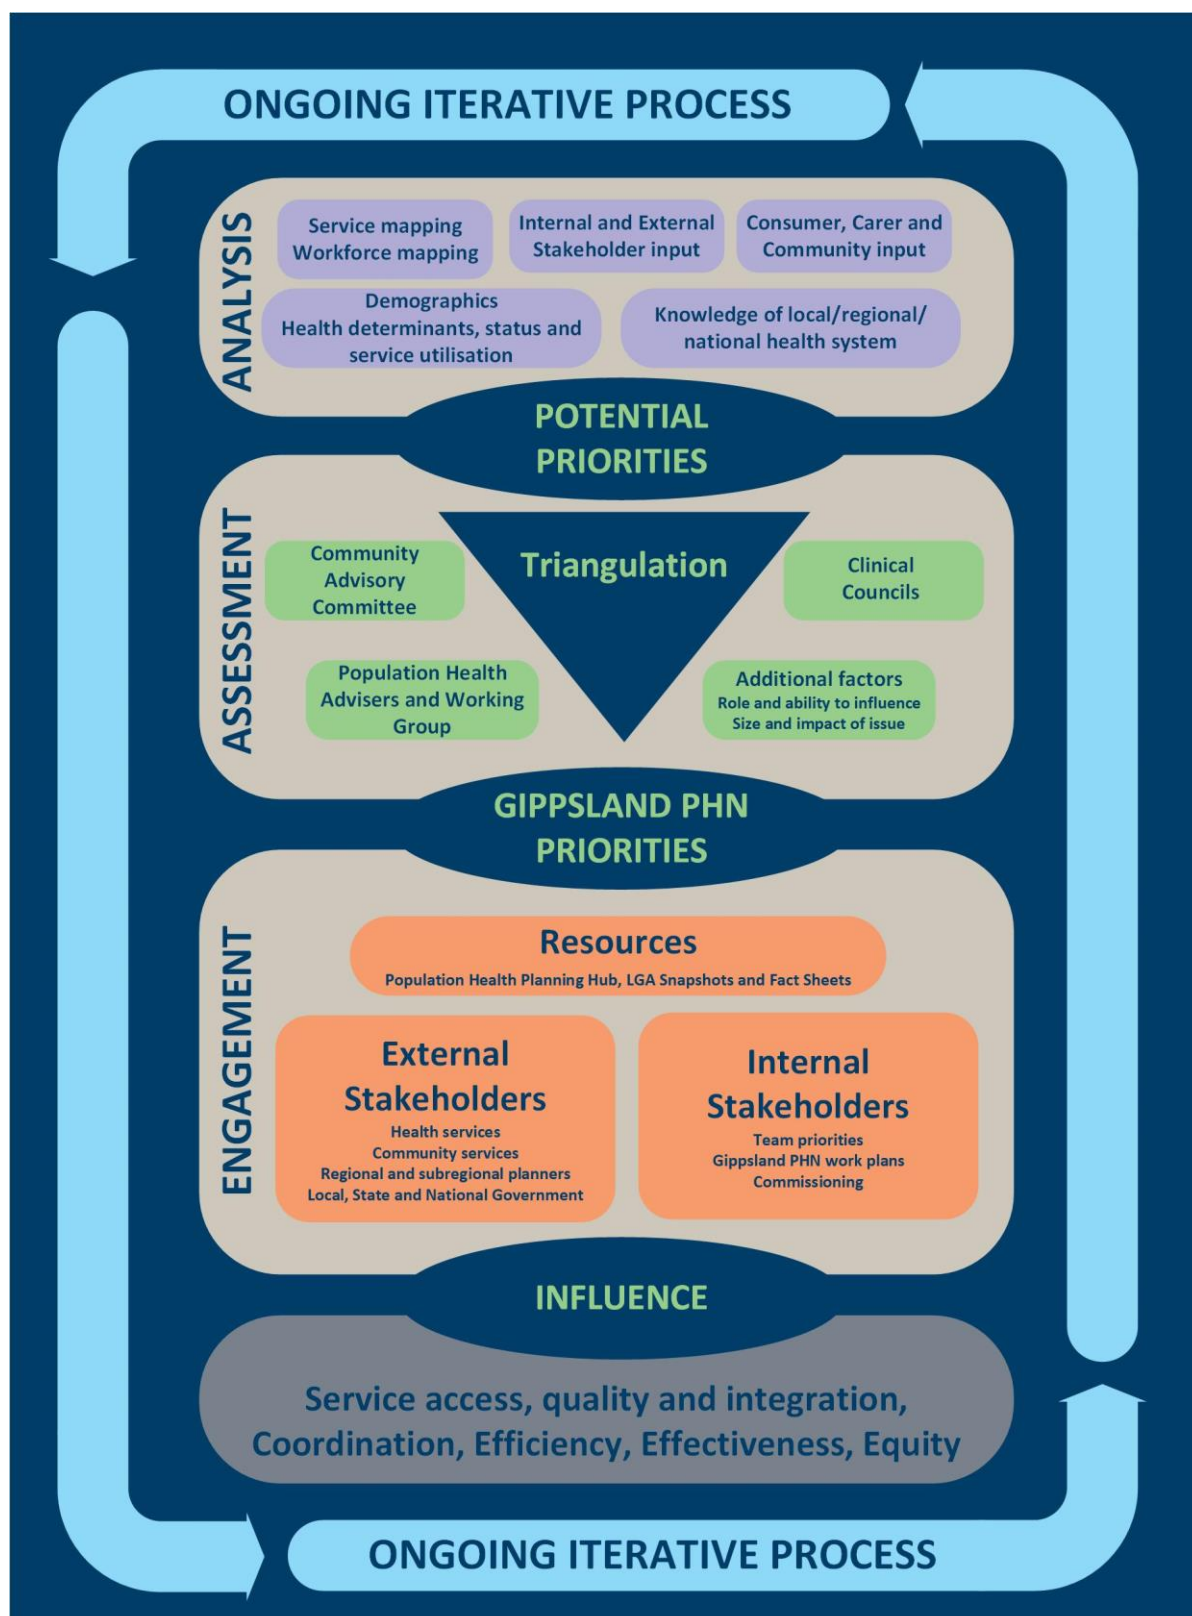 ONGOING ITERATIVE PROCESS
ANALYSIS
Service mapping
Workforce mapping
Internal and External
Stakeholder input
Consumer, Carer and
Community input
Demographics
Health determinants, status and
service utilisation
Knowledge of local/regional/
national health system
POTENTIAL
PRIORITIES
ASSESSMENT
Triangulation
Community
Advisory
Committee
Clinical
Councils
Population Health
Advisers and Working
Group
Additional factors
Role and ability to influence
Size and impact of issue
GIPPSLAND PHN
PRIORITIES
ENGAGEMENT
Resources
Population Health Planning Hub, LGA Snapshots and Fact Sheets
External
Stakeholders
Health services
Community services
Regional and subregional planners
Local, State and National Government
Internal
Stakeholders
Team priorities
Gippsland PHN work plans
Commissioning
INFLUENCE
Service access, quality and integration,
Coordination, Efficiency, Effectiveness, Equity
ONGOING ITERATIVE PROCESS